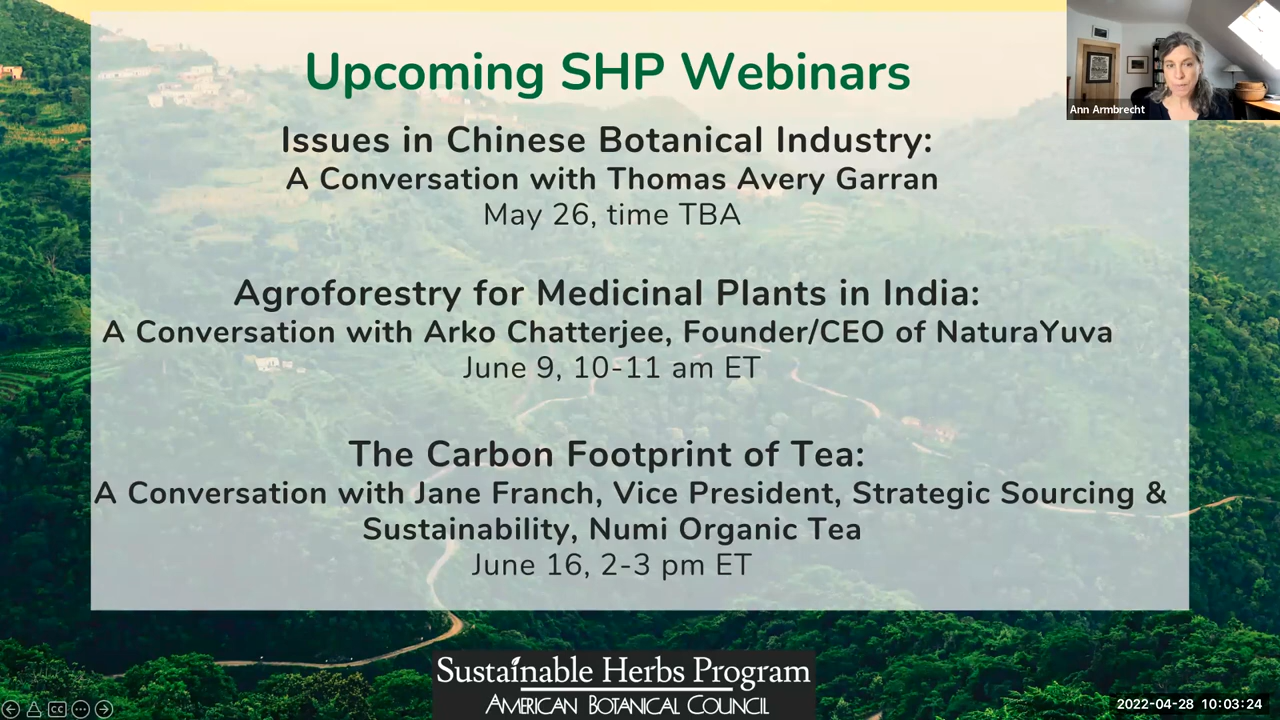 Upcoming SHP Webinars
Ann Armbrecht
Issues in Chinese Botanical Industry:
A Conversation with Thomas Avery Garran
May 26, time TBA
Agroforestry for Medicinal Plants in India:
A Conversation with Arko Chatterjee, Founder/CEO of NaturaYuva
June 9, 10-11 am ET
The Carbon Footprint of Tea:
A Conversation with Jane Franch, Vice President, Strategic Sourcing &
Sustainability, Numi Organic Tea
June 16, 2-3 pm ET
Sustainable Herbs Program
AMERICAN BOTANICAL COUNCIL
CC
2022-04-28 10:03:24